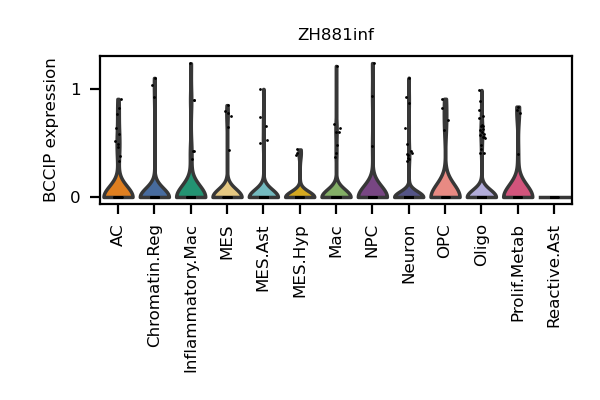 ZH881inf
BCCIP expression
1
0
AC
Chromatin.Reg
Inflammatory.Mac
MES
MES.Ast
MES.Hyp
Mac
NPC
Neuron
OPC
Oligo
Prolif.Metab
Reactive.Ast